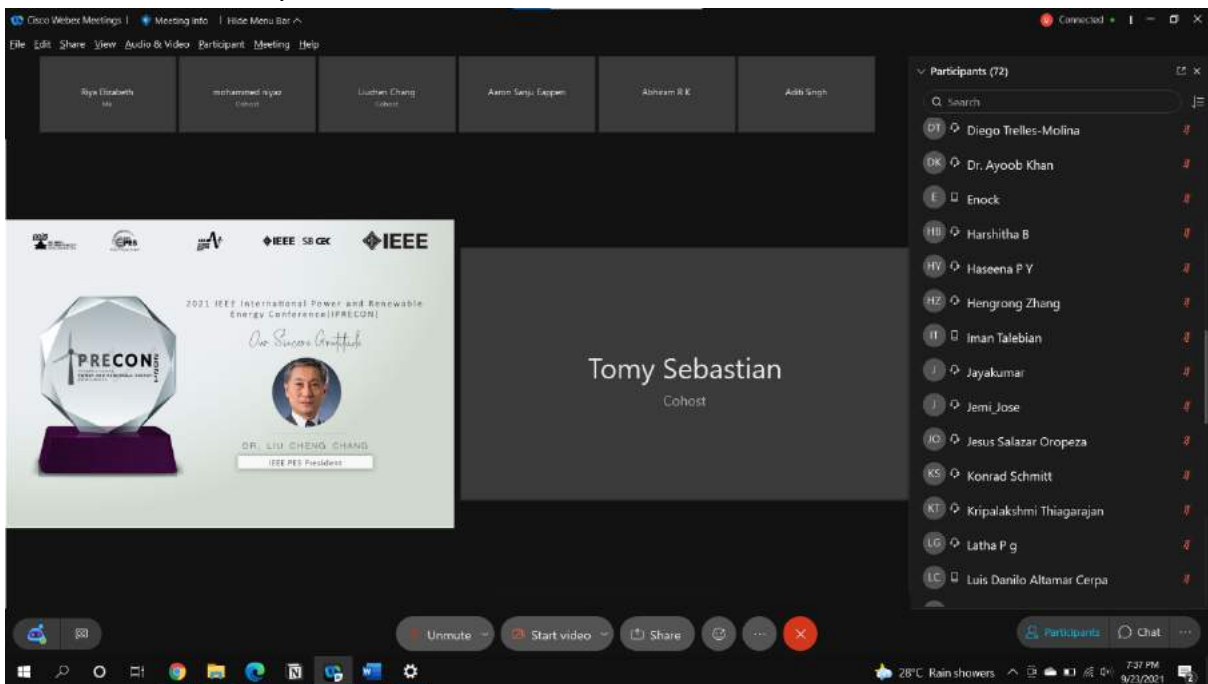 Cisco Webex Meetings | Meeting info | Hide Menu Bar
Connected
File Edit Share View Audio & Video Participant Meeting Help
Riya Elizabeth
Me
mohammed niyaz
Cohost
Liuchen Chang
Cohost
Aaron Sanju Eappen
Abhiram R K
Aditi Singh
Participants (72)
Search
DT Diego Trelles-Molina
DK Dr. Ayoob Khan
E Enock
HB Harshitha B
HY Haseena P Y
HZ Hengrong Zhang
IT Iman Talebian
J Jayakumar
J Jemi_Jose
JO Jesus Salazar Oropeza
KS Konrad Schmitt
KT Kripalakshmi Thiagarajan
LG Latha P g
LC Luis Danilo Altamar Cerpa
IEEE SB GEC
IEEE
2021 IEEE International Power and Renewable
Energy Conference(IPRECON)
Our Sincere Gratitude
IPRECON
DR. LIU CHENG CHANG
IEEE PES President
Tomy Sebastian
Cohost
Unmute
Start video
Share
Participants
Chat
28°C Rain showers
7:37 PM
9/23/2021